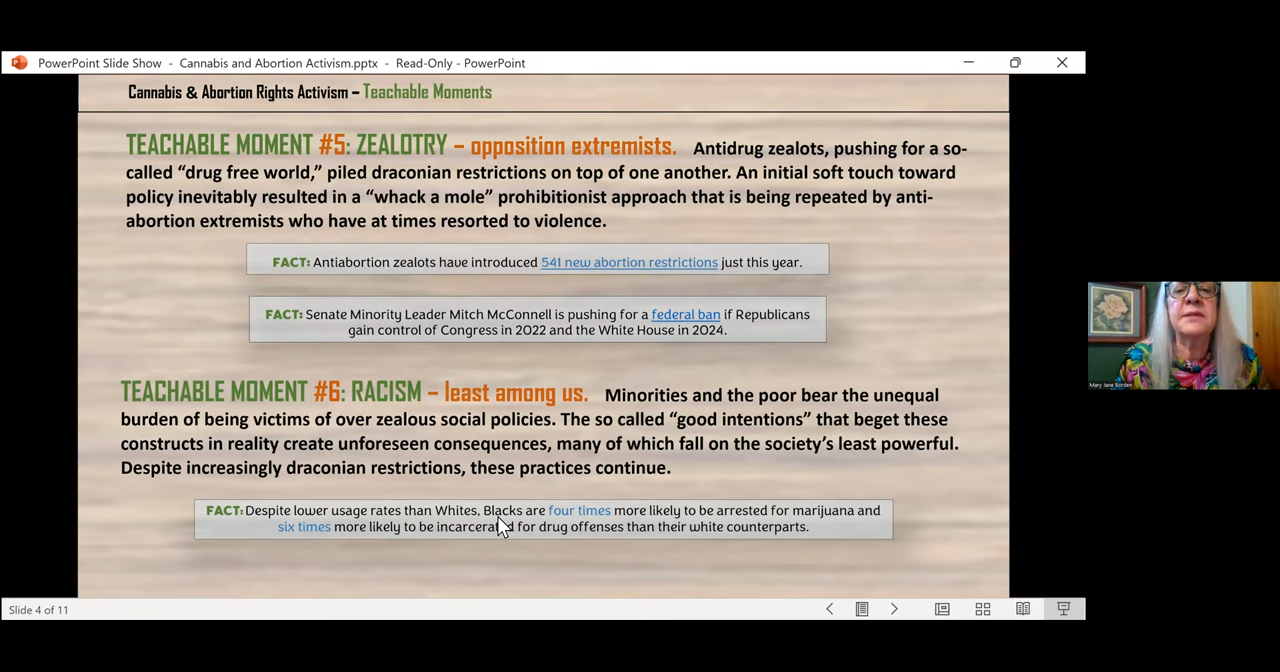 PowerPoint Slide Show - Cannabis and Abortion Activism.pptx - Read-Only - PowerPoint
Cannabis & Abortion Rights Activism – Teachable Moments
TEACHABLE MOMENT #5: ZEALOTRY – opposition extremists. Antidrug zealots, pushing for a so-
called “drug free world,” piled draconian restrictions on top of one another. An initial soft touch toward
policy inevitably resulted in a “whack a mole” prohibitionist approach that is being repeated by anti-
abortion extremists who have at times resorted to violence.
FACT: Antiabortion zealots have introduced 541 new abortion restrictions just this year.
FACT: Senate Minority Leader Mitch McConnell is pushing for a federal ban if Republicans
gain control of Congress in 2022 and the White House in 2024.
TEACHABLE MOMENT #6: RACISM – least among us. Minorities and the poor bear the unequal
burden of being victims of over zealous social policies. The so called “good intentions” that beget these
constructs in reality create unforeseen consequences, many of which fall on the society’s least powerful.
Despite increasingly draconian restrictions, these practices continue.
FACT: Despite lower usage rates than Whites, Blacks are four times more likely to be arrested for marijuana and
six times more likely to be incarcerated for drug offenses than their white counterparts.
Mary Jane Borden
Slide 4 of 11